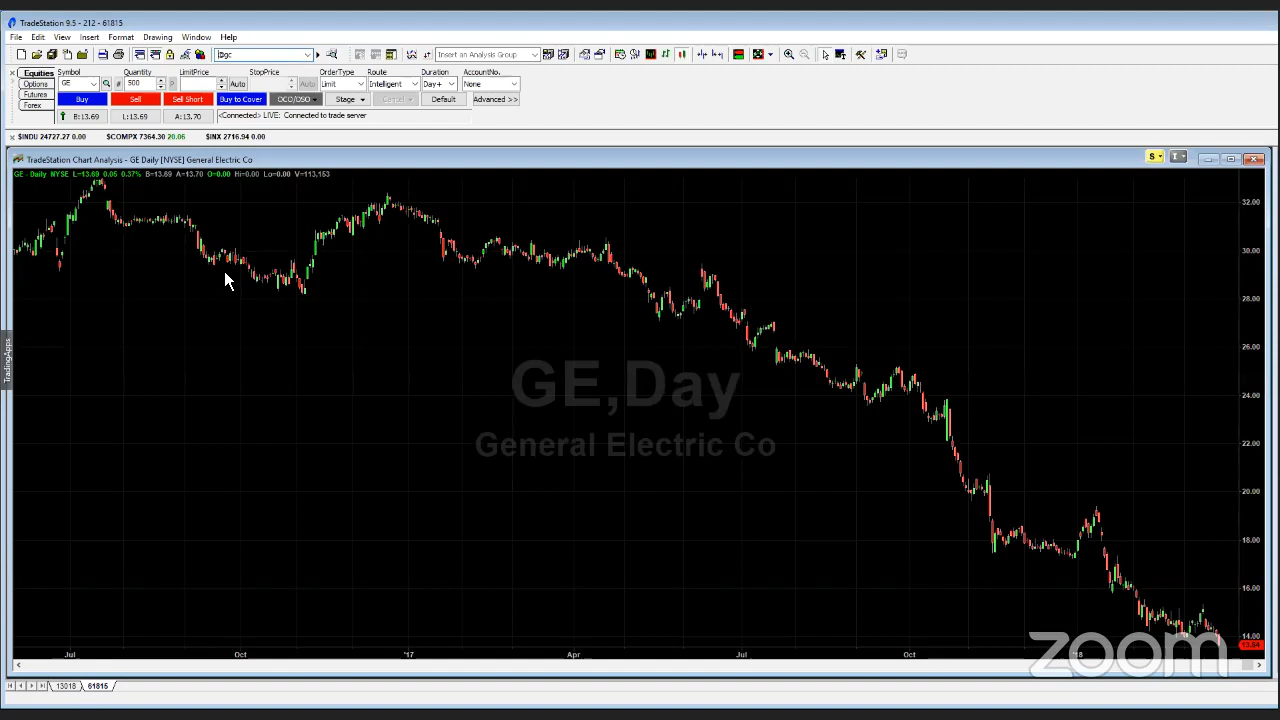 TradeStation 9.5 - 212 - 61815
File Edit View Insert Format Drawing Window Help
Insert an Analysis Group
Equities Symbol Quantity LimitPrice StopPrice OrderType Route Duration AccountNo.
Options GE # 500 P Auto Auto Limit Intelligent Day+ None
Futures
Forex
Buy Sell Sell Short Buy to Cover OCO/OSO Stage Cancel Default Advanced >>
B:13.69 L:13.69 A:13.70 <Connected> LIVE: Connected to trade server
$INDU 24727.27 0.00 $COMPX 7364.30 20.06 $INX 2716.94 0.00
TradeStation Chart Analysis - GE Daily [NYSE] General Electric Co
S I
GE - Daily NYSE L=13.69 0.05 0.37% B=13.69 A=13.70 O=0.00 Hi=0.00 Lo=0.00 V=113,153
32.00
30.00
28.00
26.00
24.00
22.00
20.00
18.00
16.00
14.00
13.64
TradingApps
GE,Day
General Electric Co
Jul Oct '17 Apr Jul Oct '18
zoom
13018 61815